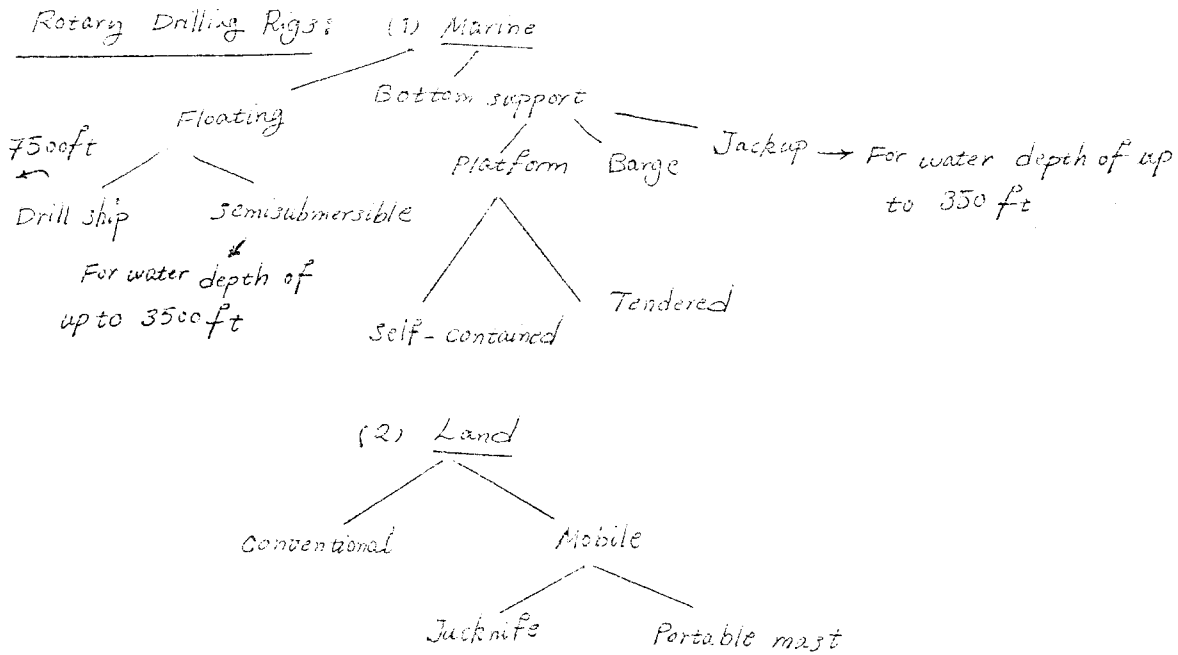 Rotary Drilling Rigs: (1) Marine
Floating
Bottom support
7500ft
Platform
Barge
Jackup → For water depth of up
to 350 ft
Drill ship
Semisubmersible
For water depth of
up to 3500ft
Self-contained
Tendered
(2) Land
Conventional
Mobile
Jacknife
Portable mast